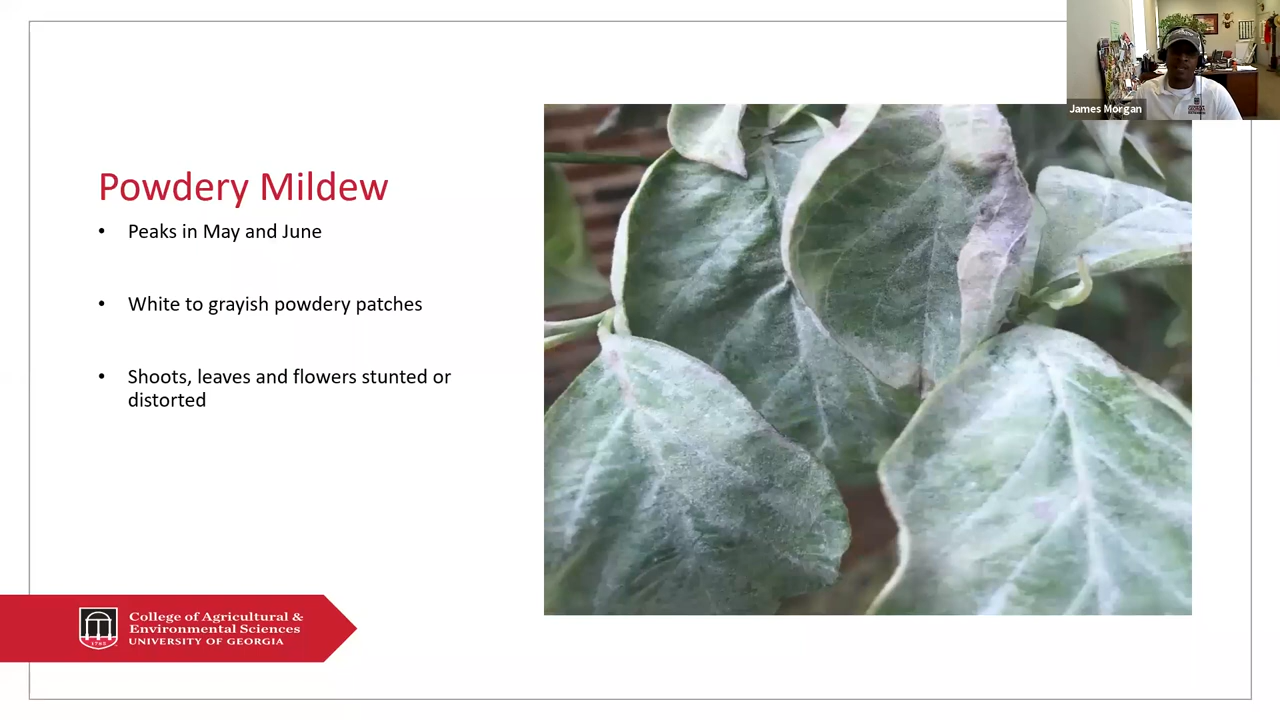 James Morgan
Powdery Mildew
• Peaks in May and June
• White to grayish powdery patches
• Shoots, leaves and flowers stunted or
distorted
College of Agricultural &
Environmental Sciences
UNIVERSITY OF GEORGIA
1785